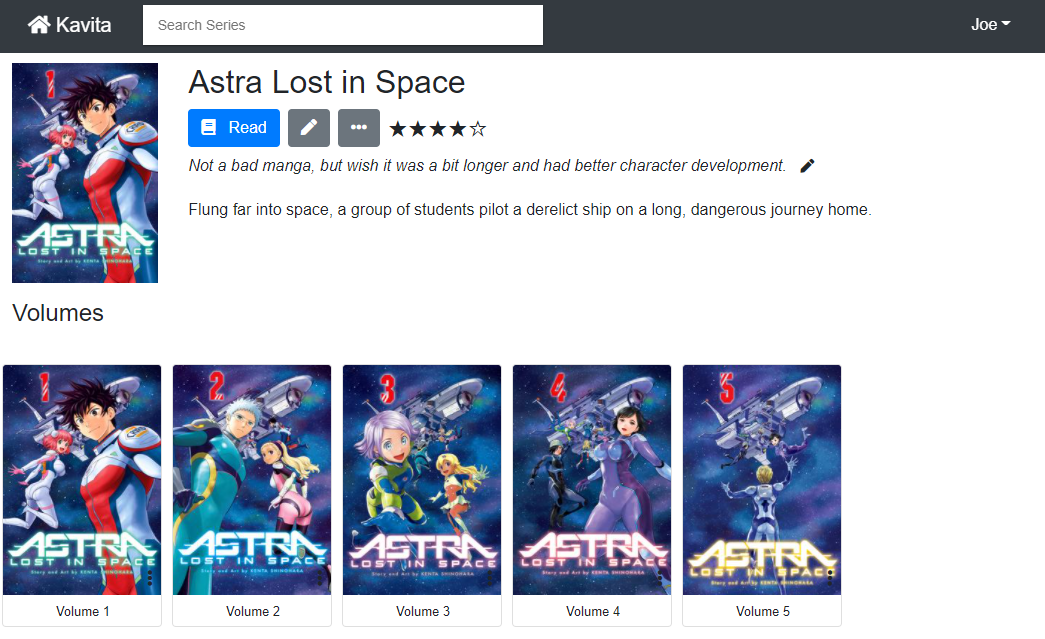 Kavita
Search Series
Joe
1
ASTRA
LOST IN SPACE
Story and Art by KENTA SHINOHARA
Astra Lost in Space
Read
Not a bad manga, but wish it was a bit longer and had better character development.
Flung far into space, a group of students pilot a derelict ship on a long, dangerous journey home.
Volumes
1
ASTRA
LOST IN SPACE
Story and Art by KENTA SHINOHARA
Volume 1
2
ASTRA
LOST IN SPACE
Story and Art by KENTA SHINOHARA
Volume 2
3
ASTRA
LOST IN SPACE
Story and Art by KENTA SHINOHARA
Volume 3
4
ASTRA
LOST IN SPACE
Story and Art by KENTA SHINOHARA
Volume 4
5
ASTRA
LOST IN SPACE
Story and Art by KENTA SHINOHARA
Volume 5